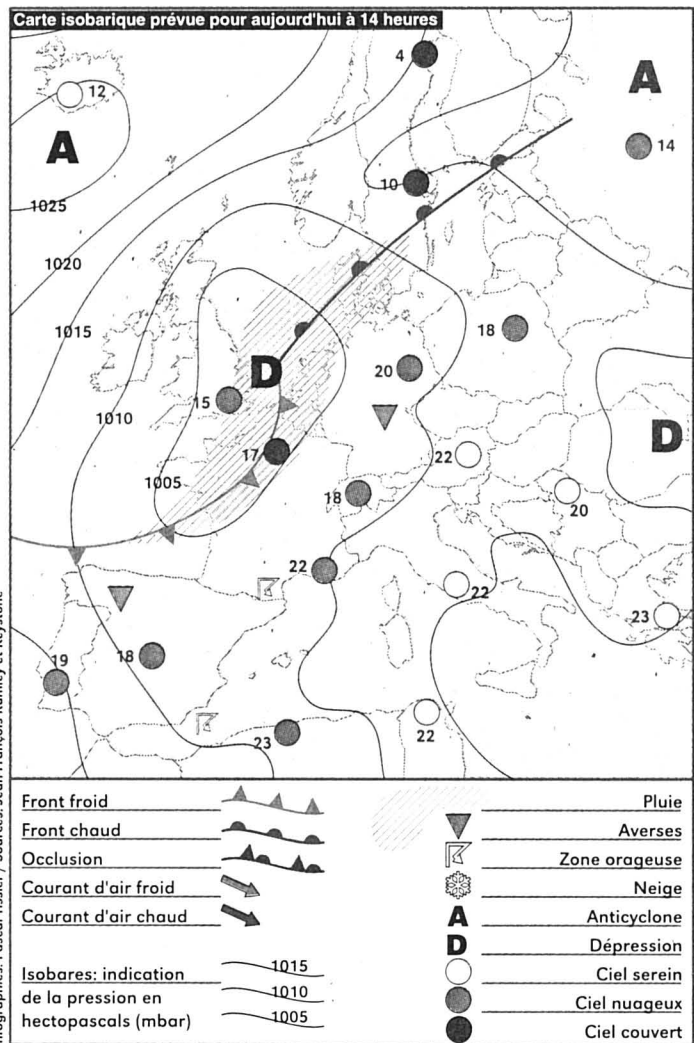 Carte isobarique prévue pour aujourd'hui à 14 heures
4
12
A
A
14
10
1025
1020
1015
18
20
D
15
1010
D
17
22
1005
18
20
22
22
23
19
18
23
22
Front froid
Front chaud
Occlusion
Courant d'air froid
Courant d'air chaud
Isobares: indication
de la pression en
hectopascals (mbar)
1015
1010
1005
Pluie
Averses
Zone orageuse
Neige
A Anticyclone
D Dépression
Ciel serein
Ciel nuageux
Ciel couvert